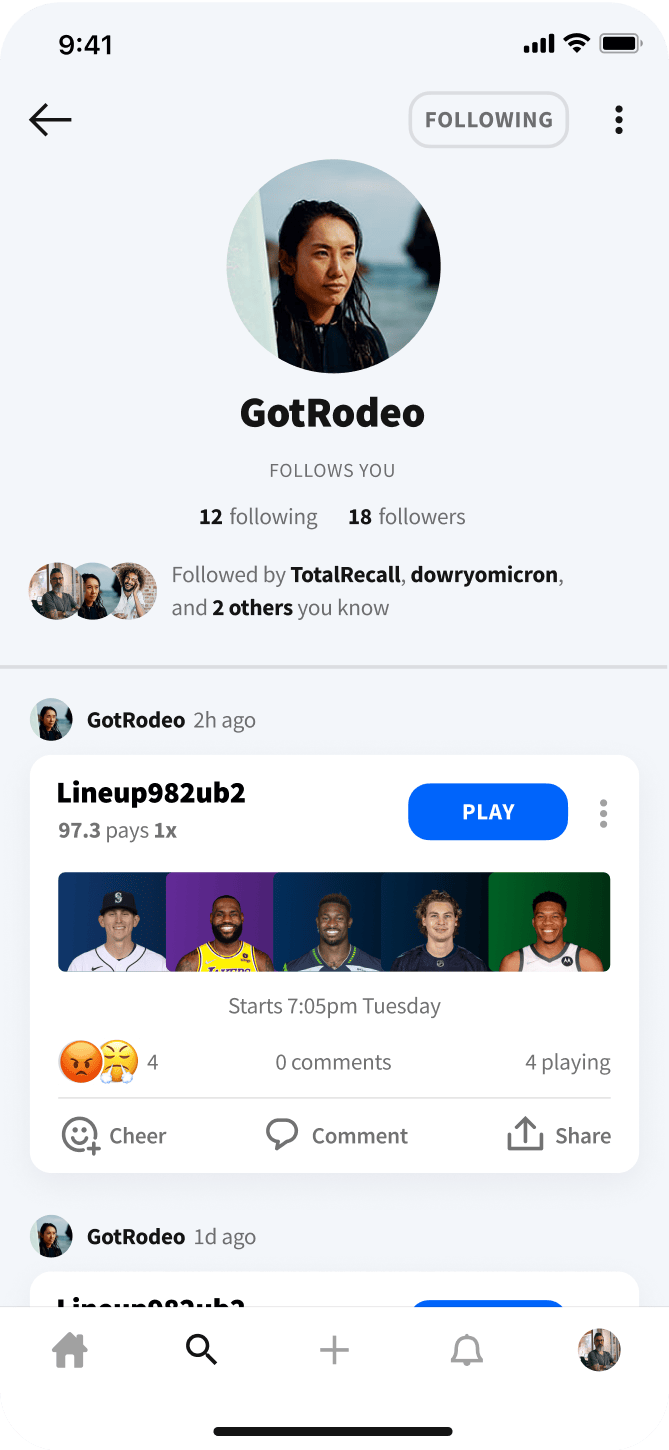 9:41
FOLLOWING
GotRodeo
FOLLOWS YOU
12 following 18 followers
Followed by TotalRecall, dowryomicron,
and 2 others you know
GotRodeo 2h ago
Lineup982ub2
97.3 pays 1x
PLAY
S
LAKERS
Starts 7:05pm Tuesday
4 0 comments 4 playing
Cheer Comment Share
GotRodeo 1d ago
Lineup982ub2